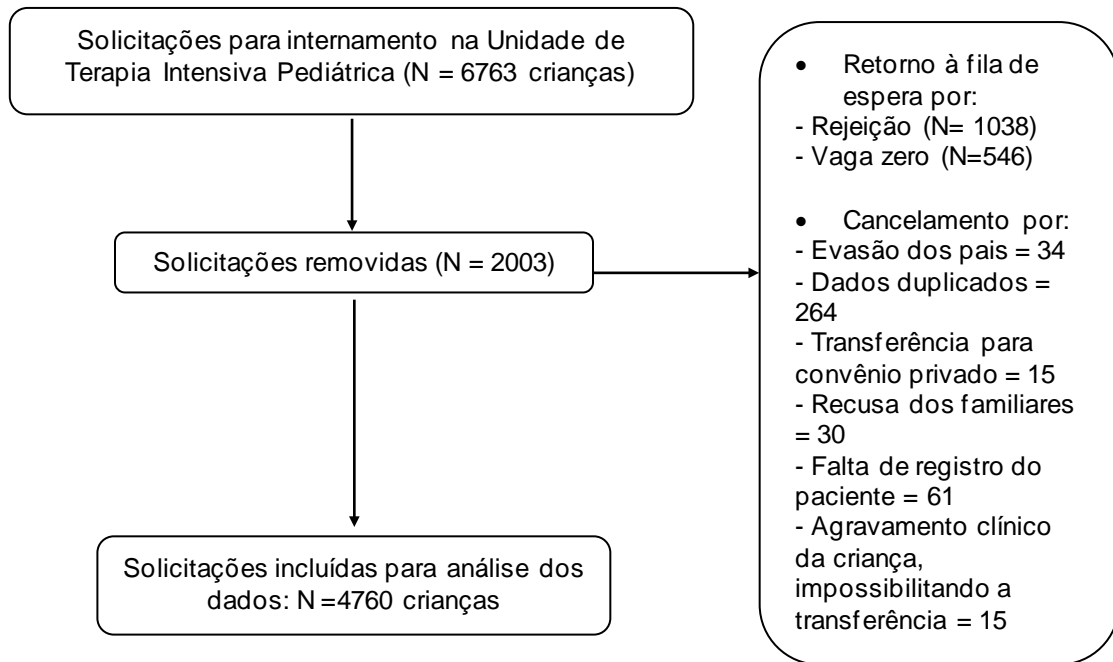 Solicitações para internamento na Unidade de
Terapia Intensiva Pediátrica (N = 6763 crianças)
Solicitações removidas (N = 2003)
Solicitações incluídas para análise dos
dados: N =4760 crianças
• Retorno à fila de
espera por:
- Rejeição (N= 1038)
- Vaga zero (N=546)
• Cancelamento por:
- Evasão dos pais = 34
- Dados duplicados =
264
- Transferência para
convênio privado = 15
- Recusa dos familiares
= 30
- Falta de registro do
paciente = 61
- Agravamento clínico
da criança,
impossibilitando a
transferência = 15